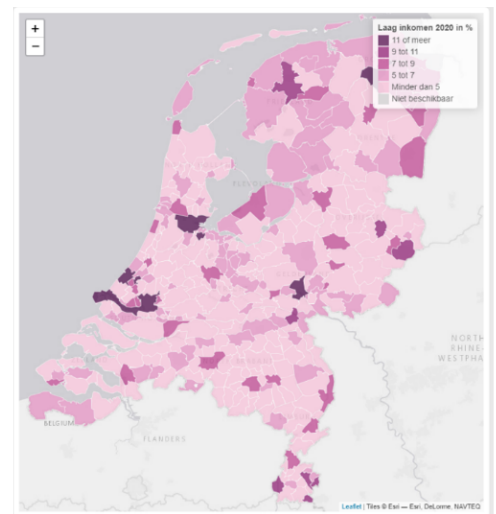 +
−
Laag inkomen 2020 in %
11 of meer
9 tot 11
7 tot 9
5 tot 7
Minder dan 5
Niet beschikbaar
NORTH
RHINE-
WESTPHA
BELGIUM
FLANDERS
Leaflet | Tiles © Esri — Esri, DeLorme, NAVTEQ